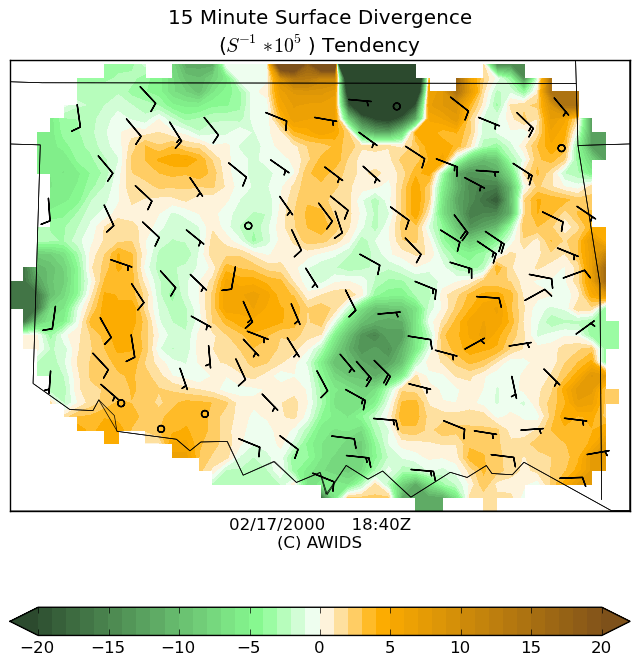 15 Minute Surface Divergence
(S⁻¹ *10⁵ ) Tendency
02/17/2000 18:40Z
(C) AWIDS
−20 −15 −10 −5 0 5 10 15 20